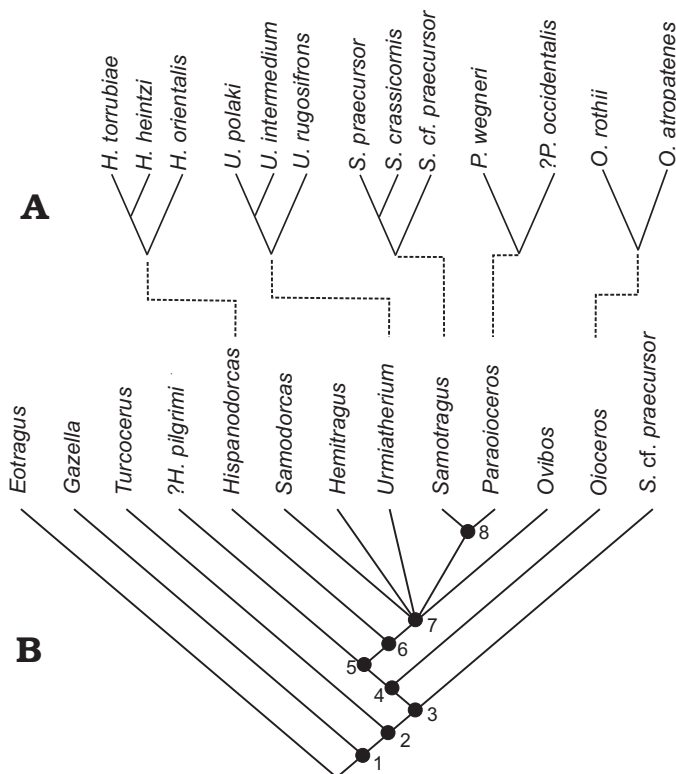 H. torrubiae
H. heintzi
H. orientalis
U. polaki
U. intermedium
U. rugosifrons
S. praecursor
S. crassicornis
S. cf. praecursor
P. wegneri
?P. occidentalis
O. rothii
O. atropatenes
A
Eotragus
Gazella
Turcocerus
?H. pilgrimi
Hispanodorcas
Samodorcas
Hemitragus
Urmiatherium
Samotragus
Paraoioceros
Ovibos
Oioceros
S. cf. praecursor
8
7
B
6
5
4
3
2
1